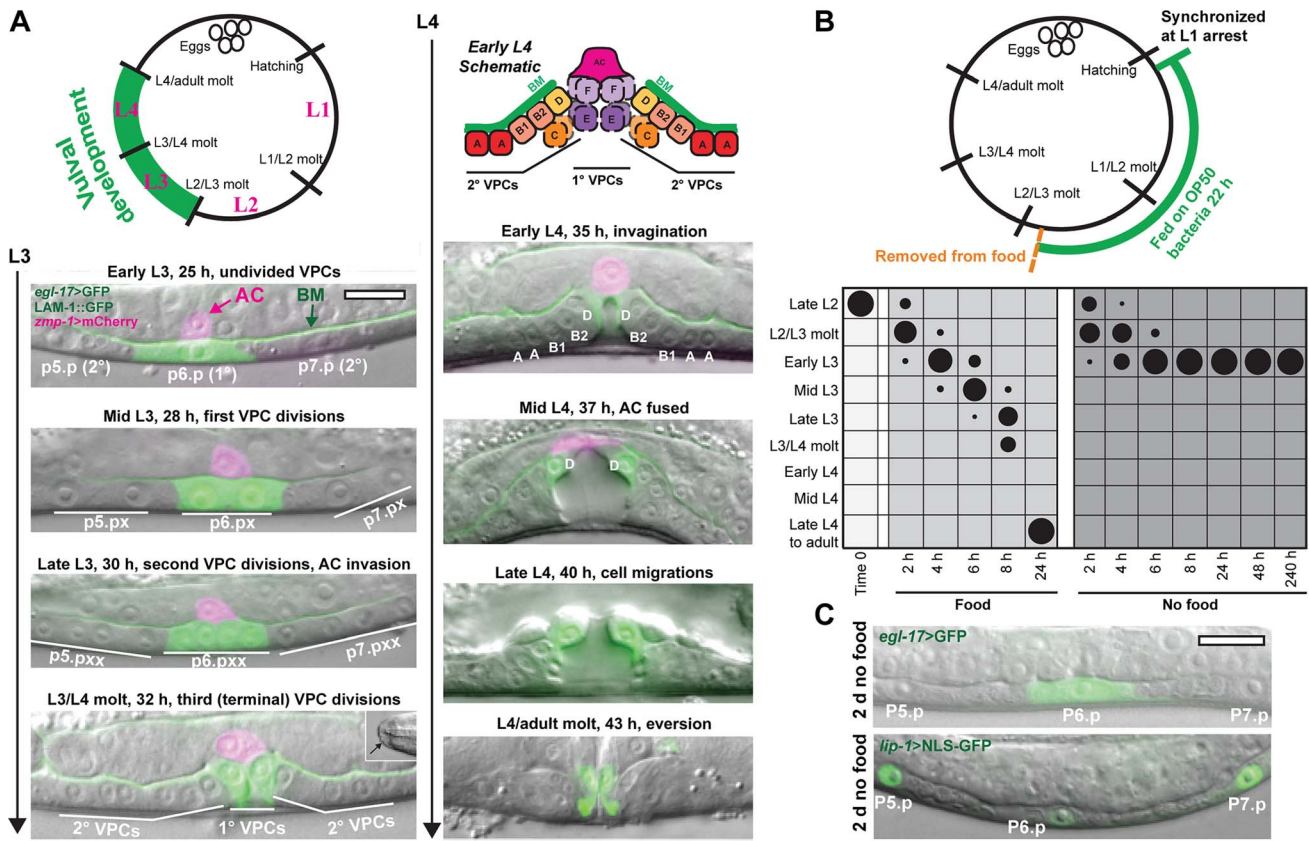 A
Eggs
Hatching
L4/adult molt
L4
L1
Vulval
development
L3/L4 molt
L3
L1/L2 molt
L2/L3 molt
L2
L3
Early L3, 25 h, undivided VPCs
egl-17>GFP
LAM-1::GFP
zmp-1>mCherry
AC
BM
p5.p (2°)
p6.p (1°)
p7.p (2°)
Mid L3, 28 h, first VPC divisions
p5.px
p6.px
p7.px
Late L3, 30 h, second VPC divisions, AC invasion
p5.pxx
p6.pxx
p7.pxx
L3/L4 molt, 32 h, third (terminal) VPC divisions
2° VPCs
1° VPCs
2° VPCs
L4
Early L4
Schematic
AC
BM
BM
F F
D D
B2 B2
B1 B1
E E
C C
A A A A
2° VPCs
1° VPCs
2° VPCs
Early L4, 35 h, invagination
D D
B2 B2
B1 B1
A A A A
Mid L4, 37 h, AC fused
D D
Late L4, 40 h, cell migrations
L4/adult molt, 43 h, eversion
B
Synchronized
at L1 arrest
Eggs
Hatching
L4/adult molt
L3/L4 molt
L1/L2 molt
L2/L3 molt
Fed on OP50
bacteria 22 h
Removed from food
Late L2
L2/L3 molt
Early L3
Mid L3
Late L3
L3/L4 molt
Early L4
Mid L4
Late L4
to adult
Time 0
2 h
4 h
6 h
8 h
24 h
2 h
4 h
6 h
8 h
24 h
48 h
240 h
Food
No food
C
2 d no food
egl-17>GFP
P5.p
P6.p
P7.p
2 d no food
lip-1>NLS-GFP
P5.p
P6.p
P7.p